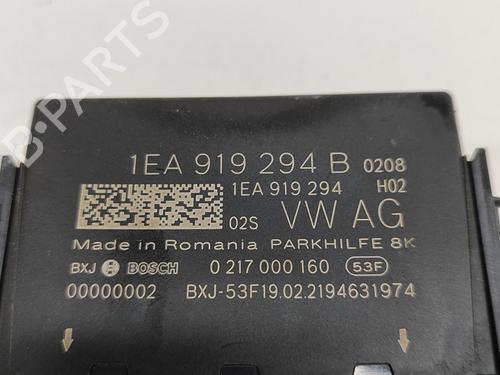 B-PARTS
1EA 919 294 B 0208
1EA 919 294 H02
02S VW AG
Made in Romania PARKHILFE 8K
BXJ BOSCH 0 217 000 160 53F
00000002 BXJ-53F19.02.2194631974